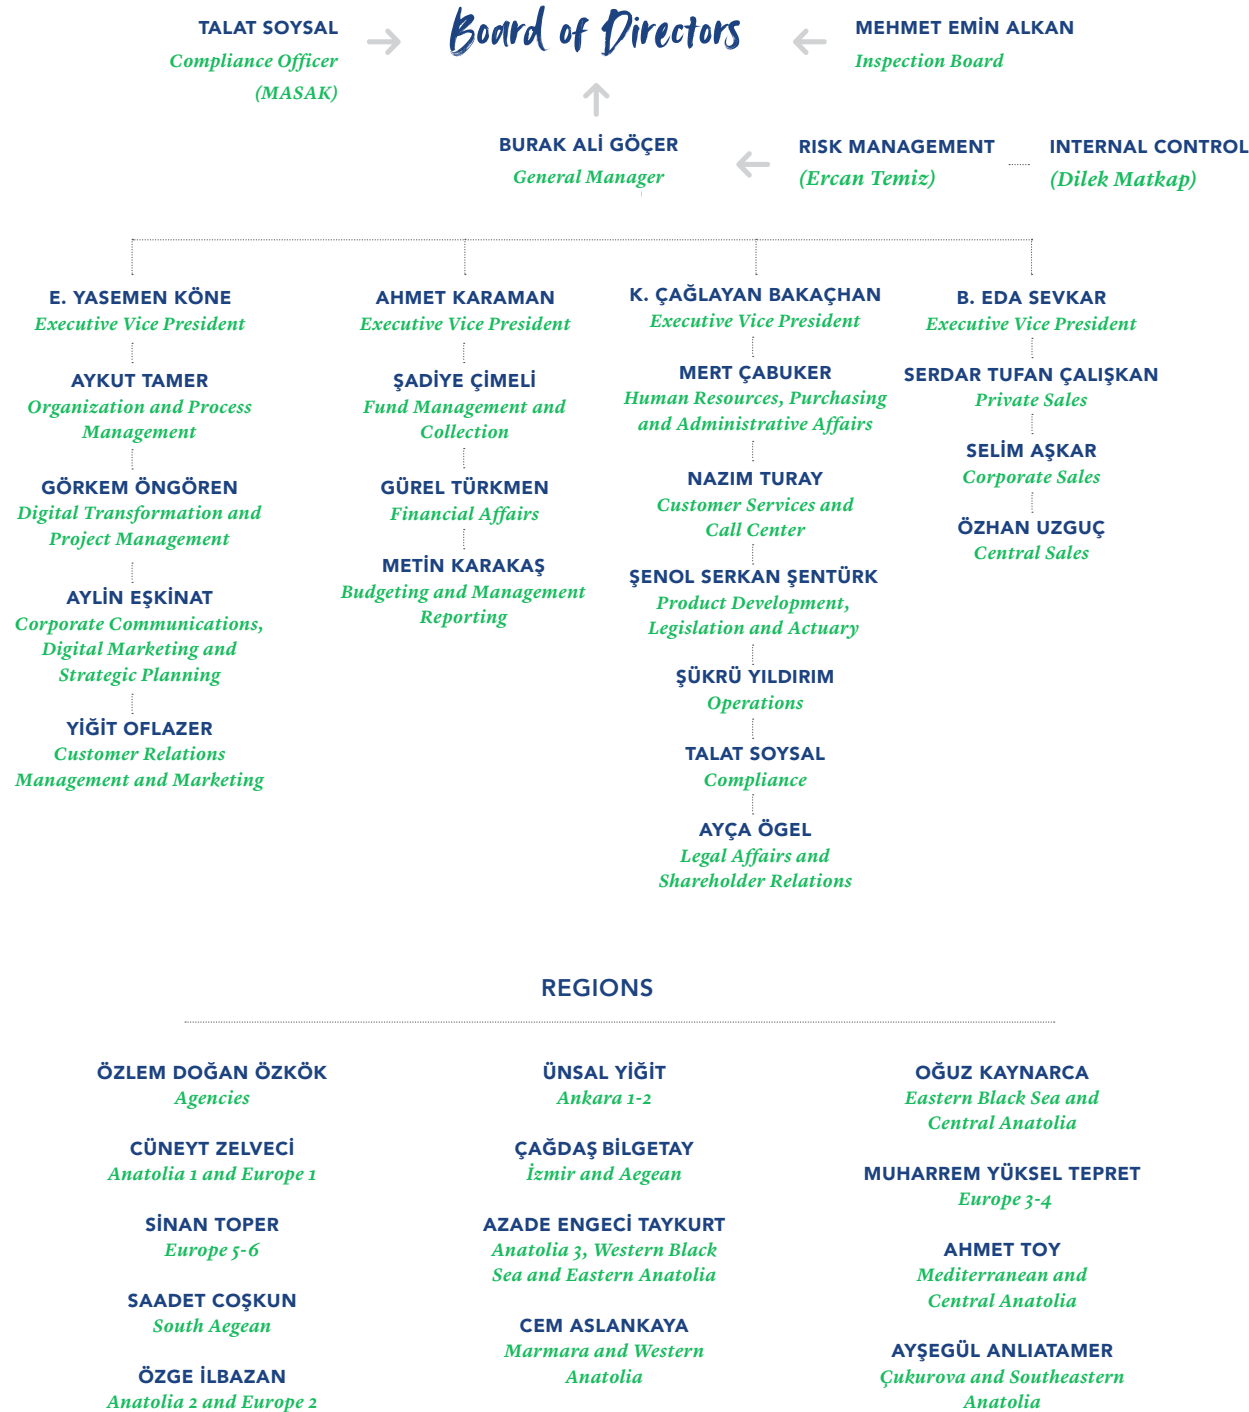 TALAT SOYSAL
Compliance Officer
(MASAK)
Board of Directors
MEHMET EMİN ALKAN
Inspection Board
BURAK ALİ GÖÇER
General Manager
RISK MANAGEMENT
(Ercan Temiz)
INTERNAL CONTROL
(Dilek Matkap)
E. YASEMEN KÖNE
Executive Vice President
AYKUT TAMER
Organization and Process
Management
GÖRKEM ÖNGÖREN
Digital Transformation and
Project Management
AYLİN EŞKİNAT
Corporate Communications,
Digital Marketing and
Strategic Planning
YİĞİT OFLAZER
Customer Relations
Management and Marketing
AHMET KARAMAN
Executive Vice President
ŞADİYE ÇİMELİ
Fund Management and
Collection
GÜREL TÜRKMEN
Financial Affairs
METİN KARAKAŞ
Budgeting and Management
Reporting
K. ÇAĞLAYAN BAKAÇHAN
Executive Vice President
MERT ÇABUKER
Human Resources, Purchasing
and Administrative Affairs
NAZIM TURAY
Customer Services and
Call Center
ŞENOL SERKAN ŞENTÜRK
Product Development,
Legislation and Actuary
ŞÜKRÜ YILDIRIM
Operations
TALAT SOYSAL
Compliance
AYÇA ÖGEL
Legal Affairs and
Shareholder Relations
B. EDA SEVKAR
Executive Vice President
SERDAR TUFAN ÇALIŞKAN
Private Sales
SELİM AŞKAR
Corporate Sales
ÖZHAN UZGUÇ
Central Sales
REGIONS
ÖZLEM DOĞAN ÖZKÖK
Agencies
CÜNEYT ZELVECİ
Anatolia 1 and Europe 1
SİNAN TOPER
Europe 5-6
SAADET COŞKUN
South Aegean
ÖZGE İLBAZAN
Anatolia 2 and Europe 2
ÜNSAL YİĞİT
Ankara 1-2
ÇAĞDAŞ BİLGETAY
İzmir and Aegean
AZADE ENGECİ TAYKURT
Anatolia 3, Western Black
Sea and Eastern Anatolia
CEM ASLANKAYA
Marmara and Western
Anatolia
OĞUZ KAYNARCA
Eastern Black Sea and
Central Anatolia
MUHARREM YÜKSEL TEPRET
Europe 3-4
AHMET TOY
Mediterranean and
Central Anatolia
AYŞEGÜL ANLIATAMER
Çukurova and Southeastern
Anatolia